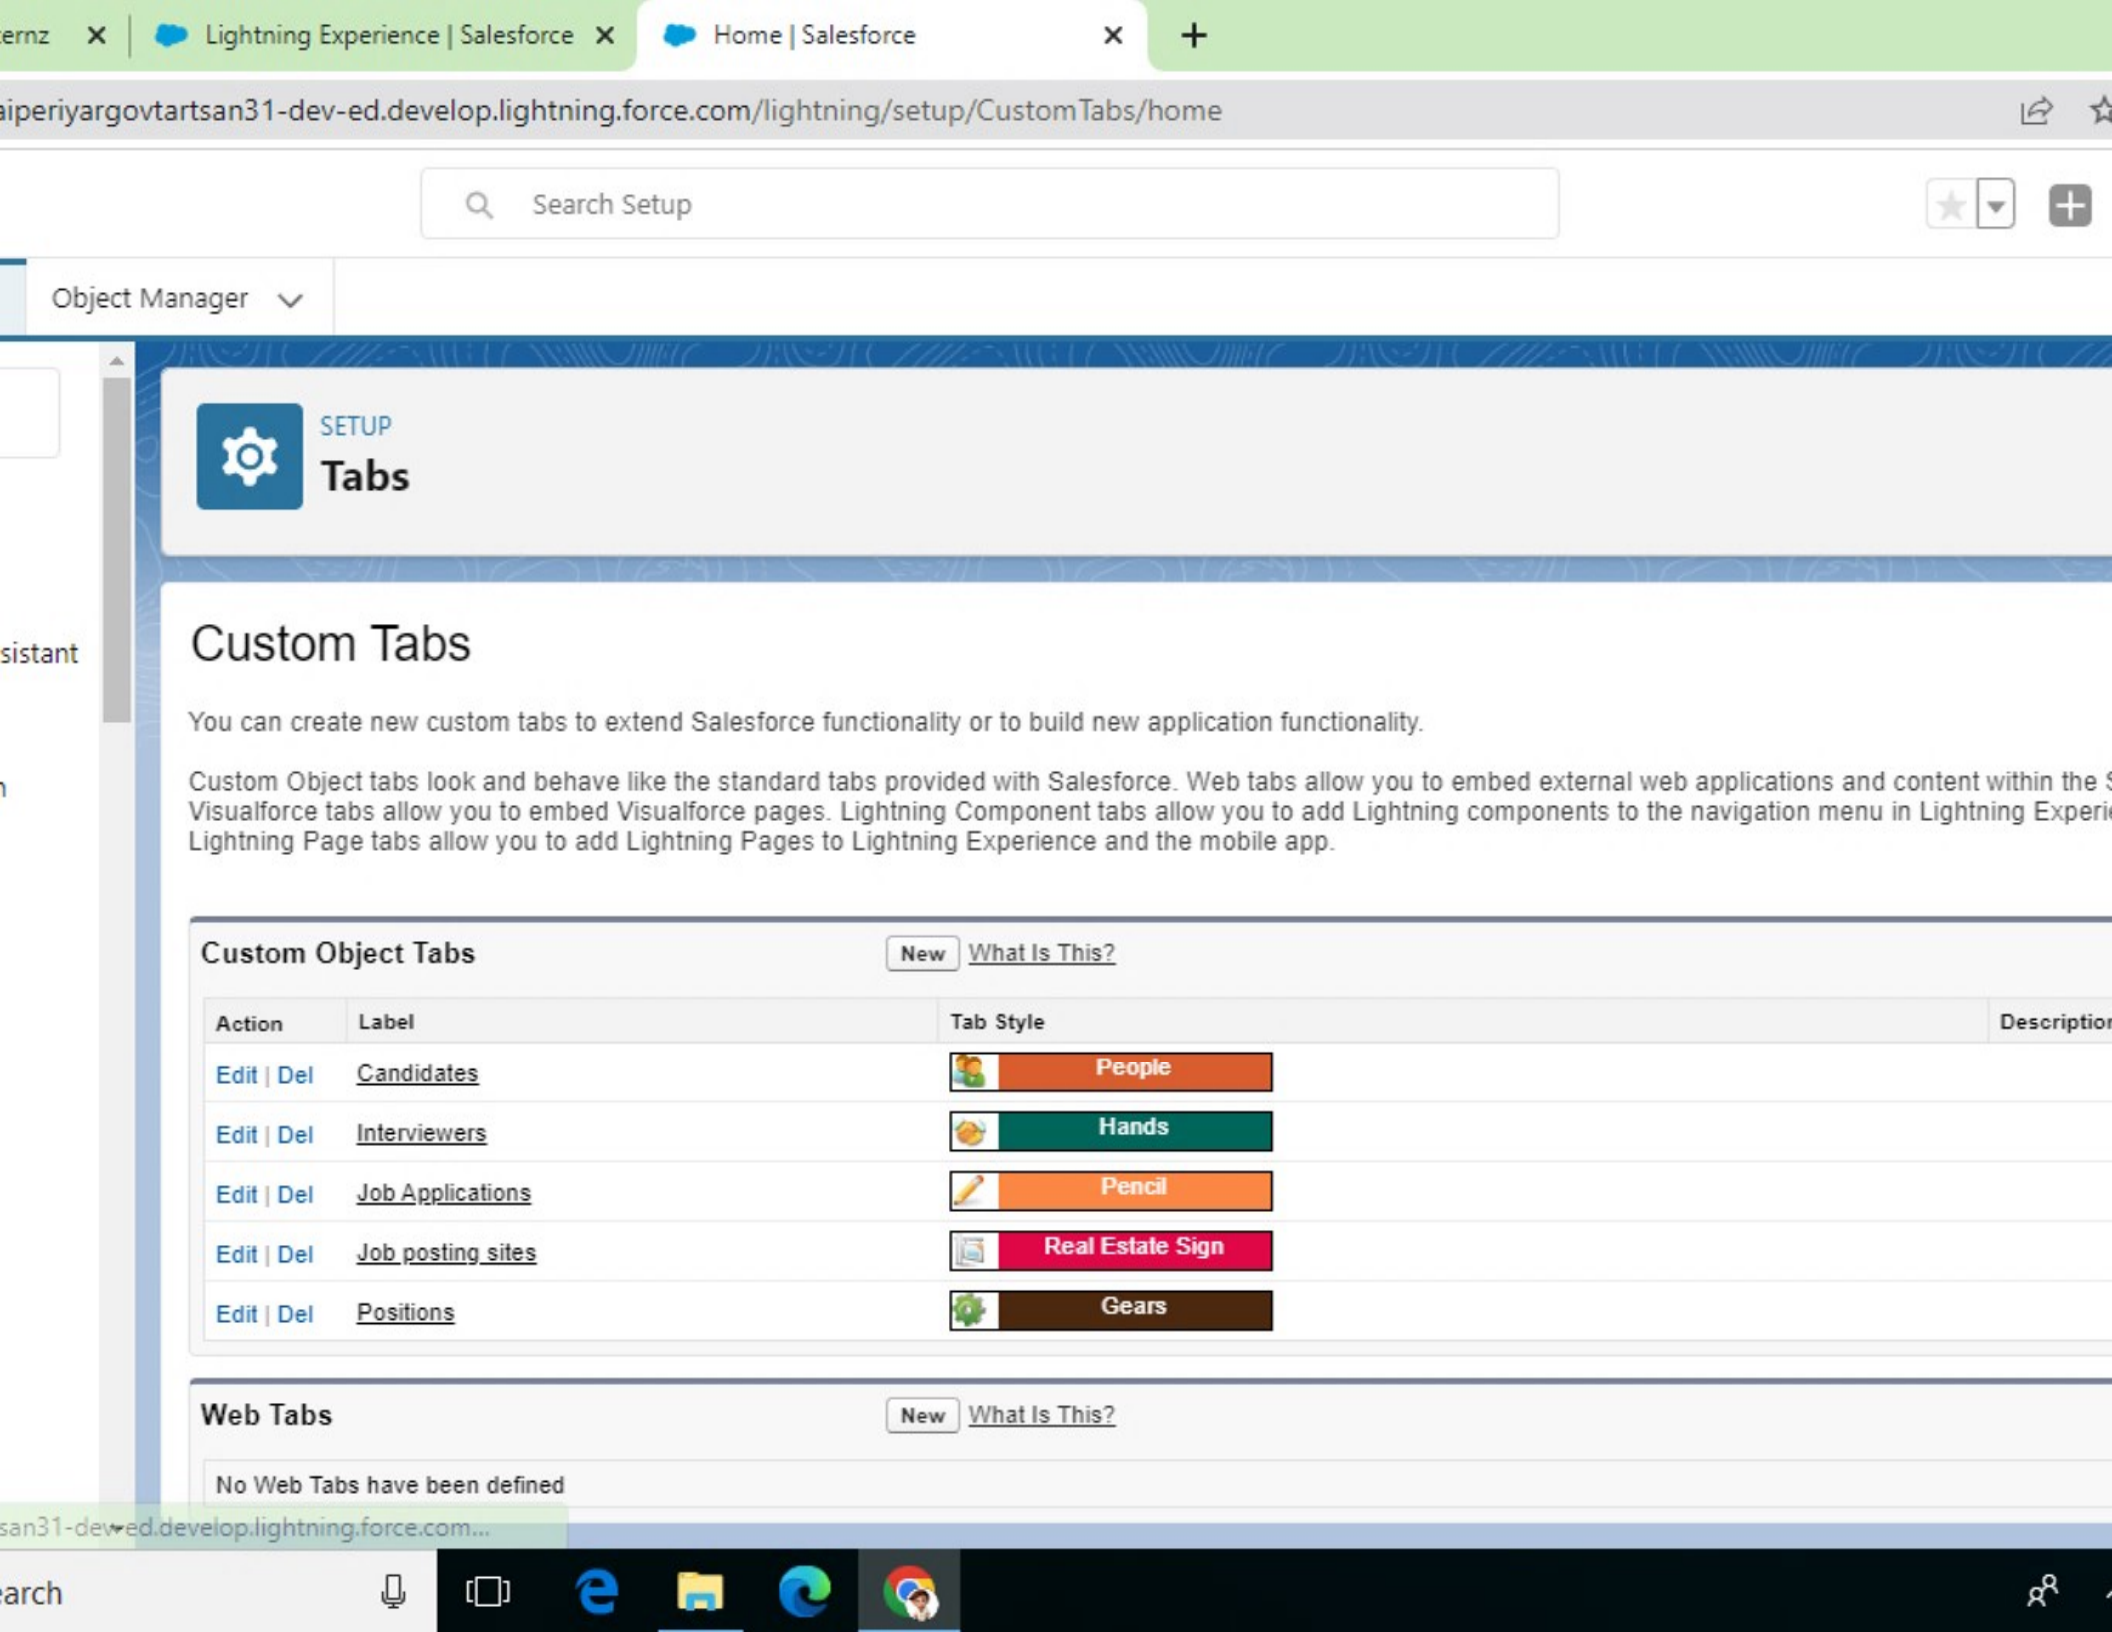 ernz
Lightning Experience | Salesforce
Home | Salesforce
aiperiyargovtartsan31-dev-ed.develop.lightning.force.com/lightning/setup/CustomTabs/home
Search Setup
Object Manager
SETUP
Tabs
sistant
Custom Tabs
You can create new custom tabs to extend Salesforce functionality or to build new application functionality.
Custom Object tabs look and behave like the standard tabs provided with Salesforce. Web tabs allow you to embed external web applications and content within the S
Visualforce tabs allow you to embed Visualforce pages. Lightning Component tabs allow you to add Lightning components to the navigation menu in Lightning Experie
Lightning Page tabs allow you to add Lightning Pages to Lightning Experience and the mobile app.
Custom Object Tabs New What Is This?
Action Label Tab Style Description
Edit | Del Candidates People
Edit | Del Interviewers Hands
Edit | Del Job Applications Pencil
Edit | Del Job posting sites Real Estate Sign
Edit | Del Positions Gears
Web Tabs New What Is This?
No Web Tabs have been defined
san31-dev-ed.develop.lightning.force.com...
earch